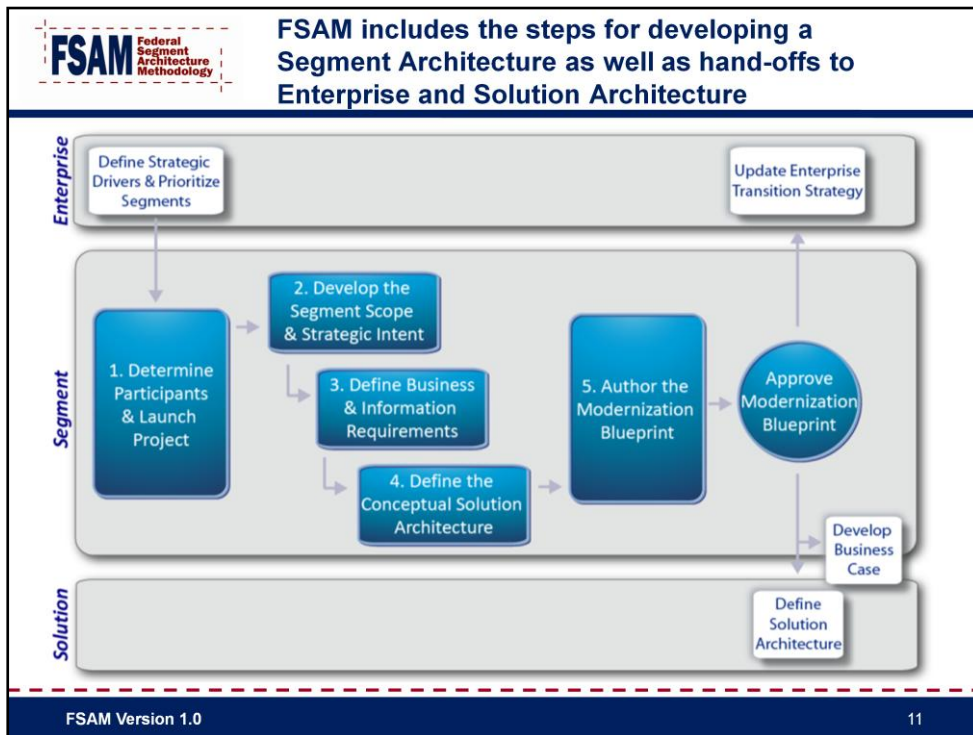 FSAM
Federal
Segment
Architecture
Methodology
FSAM includes the steps for developing a
Segment Architecture as well as hand-offs to
Enterprise and Solution Architecture
Enterprise
Define Strategic
Drivers & Prioritize
Segments
Update Enterprise
Transition Strategy
Segment
1. Determine
Participants
& Launch
Project
2. Develop the
Segment Scope
& Strategic Intent
3. Define Business
& Information
Requirements
4. Define the
Conceptual Solution
Architecture
5. Author the
Modernization
Blueprint
Approve
Modernization
Blueprint
Develop
Business
Case
Solution
Define
Solution
Architecture
FSAM Version 1.0
11